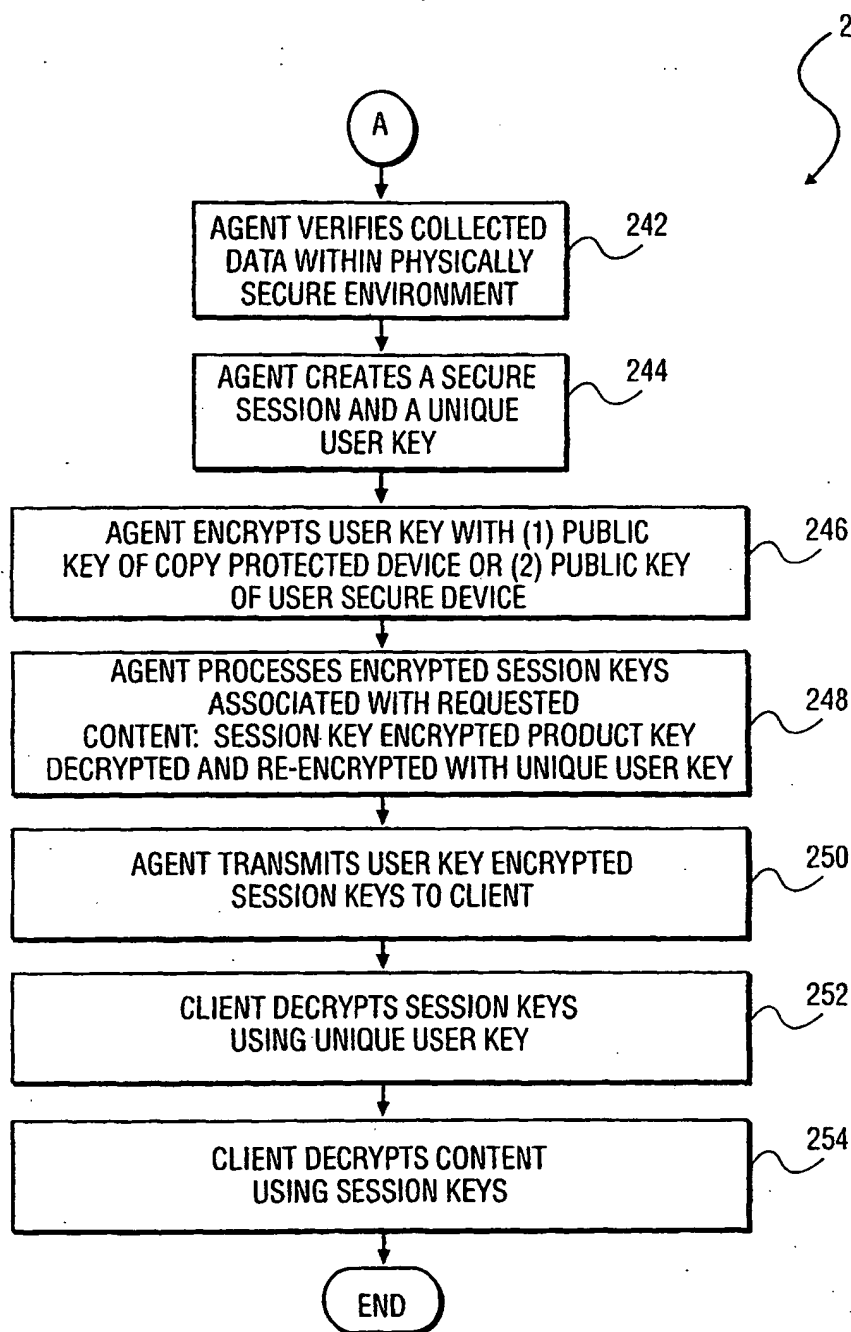 2
A
AGENT VERIFIES COLLECTED
DATA WITHIN PHYSICALLY
SECURE ENVIRONMENT
242
AGENT CREATES A SECURE
SESSION AND A UNIQUE
USER KEY
244
AGENT ENCRYPTS USER KEY WITH (1) PUBLIC
KEY OF COPY PROTECTED DEVICE OR (2) PUBLIC KEY
OF USER SECURE DEVICE
246
AGENT PROCESSES ENCRYPTED SESSION KEYS
ASSOCIATED WITH REQUESTED
CONTENT: SESSION KEY ENCRYPTED PRODUCT KEY
DECRYPTED AND RE-ENCRYPTED WITH UNIQUE USER KEY
248
AGENT TRANSMITS USER KEY ENCRYPTED
SESSION KEYS TO CLIENT
250
CLIENT DECRYPTS SESSION KEYS
USING UNIQUE USER KEY
252
CLIENT DECRYPTS CONTENT
USING SESSION KEYS
254
END